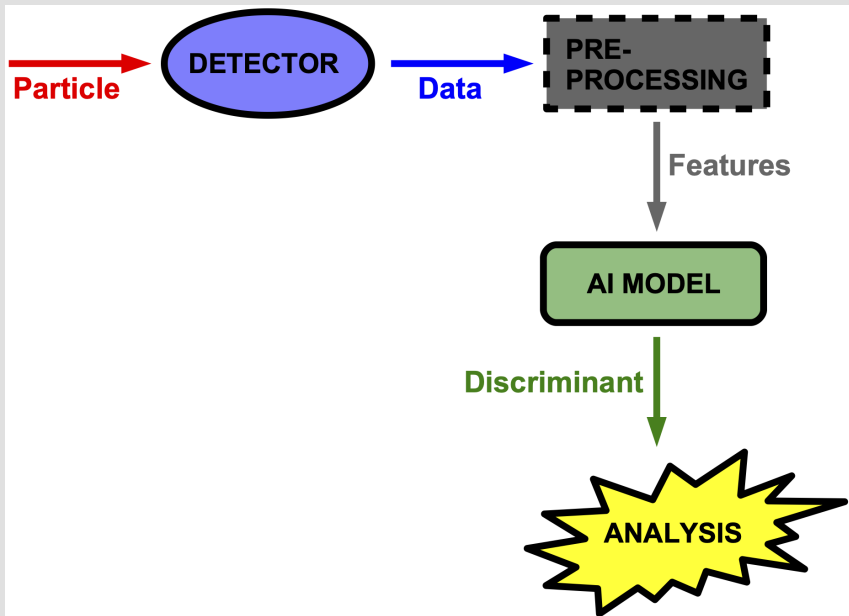 DETECTOR
Particle
Data
PRE-
PROCESSING
Features
AI MODEL
Discriminant
ANALYSIS